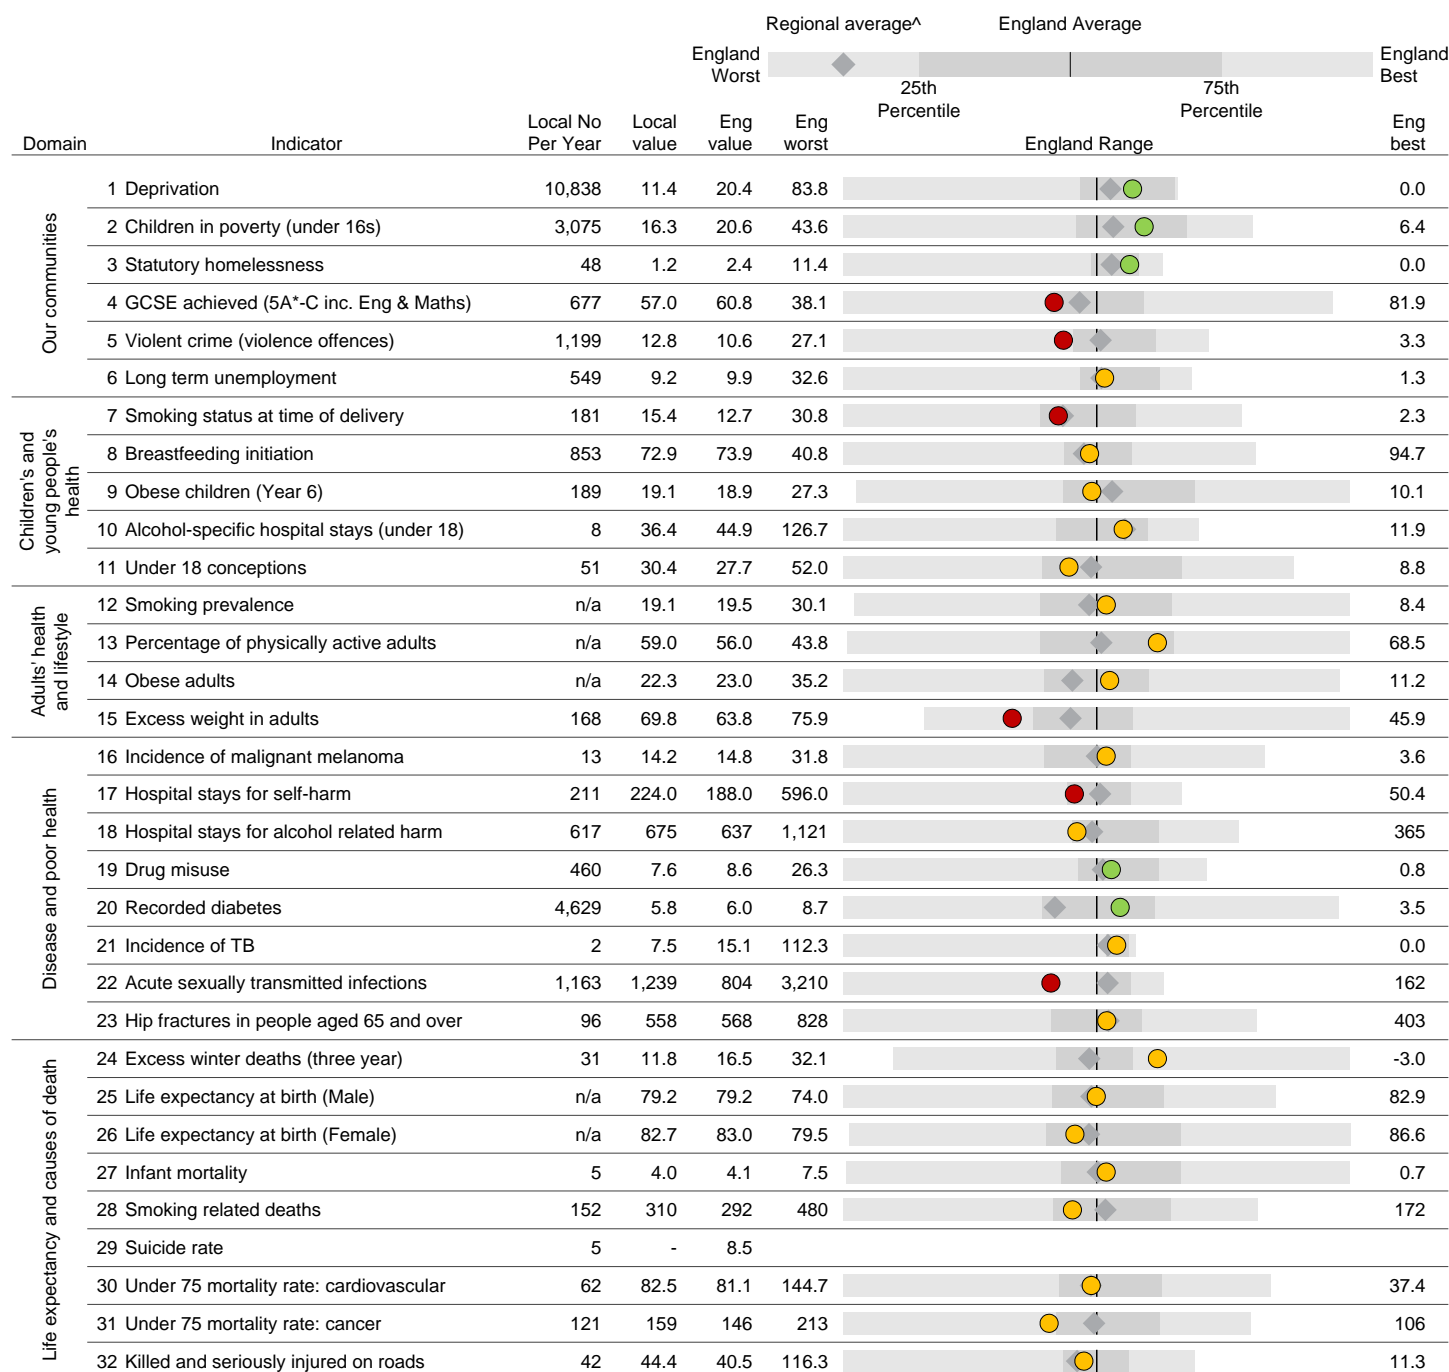 Regional average^ England Average
England Worst England Best
25th Percentile 75th Percentile
Domain Indicator Local No Per Year Local value Eng value Eng worst England Range Eng best
Our communities
1 Deprivation 10,838 11.4 20.4 83.8 0.0
2 Children in poverty (under 16s) 3,075 16.3 20.6 43.6 6.4
3 Statutory homelessness 48 1.2 2.4 11.4 0.0
4 GCSE achieved (5A*-C inc. Eng & Maths) 677 57.0 60.8 38.1 81.9
5 Violent crime (violence offences) 1,199 12.8 10.6 27.1 3.3
6 Long term unemployment 549 9.2 9.9 32.6 1.3
Children's and young people's health
7 Smoking status at time of delivery 181 15.4 12.7 30.8 2.3
8 Breastfeeding initiation 853 72.9 73.9 40.8 94.7
9 Obese children (Year 6) 189 19.1 18.9 27.3 10.1
10 Alcohol-specific hospital stays (under 18) 8 36.4 44.9 126.7 11.9
11 Under 18 conceptions 51 30.4 27.7 52.0 8.8
Adults' health and lifestyle
12 Smoking prevalence n/a 19.1 19.5 30.1 8.4
13 Percentage of physically active adults n/a 59.0 56.0 43.8 68.5
14 Obese adults n/a 22.3 23.0 35.2 11.2
15 Excess weight in adults 168 69.8 63.8 75.9 45.9
Disease and poor health
16 Incidence of malignant melanoma 13 14.2 14.8 31.8 3.6
17 Hospital stays for self-harm 211 224.0 188.0 596.0 50.4
18 Hospital stays for alcohol related harm 617 675 637 1,121 365
19 Drug misuse 460 7.6 8.6 26.3 0.8
20 Recorded diabetes 4,629 5.8 6.0 8.7 3.5
21 Incidence of TB 2 7.5 15.1 112.3 0.0
22 Acute sexually transmitted infections 1,163 1,239 804 3,210 162
23 Hip fractures in people aged 65 and over 96 558 568 828 403
Life expectancy and causes of death
24 Excess winter deaths (three year) 31 11.8 16.5 32.1 -3.0
25 Life expectancy at birth (Male) n/a 79.2 79.2 74.0 82.9
26 Life expectancy at birth (Female) n/a 82.7 83.0 79.5 86.6
27 Infant mortality 5 4.0 4.1 7.5 0.7
28 Smoking related deaths 152 310 292 480 172
29 Suicide rate 5 - 8.5
30 Under 75 mortality rate: cardiovascular 62 82.5 81.1 144.7 37.4
31 Under 75 mortality rate: cancer 121 159 146 213 106
32 Killed and seriously injured on roads 42 44.4 40.5 116.3 11.3